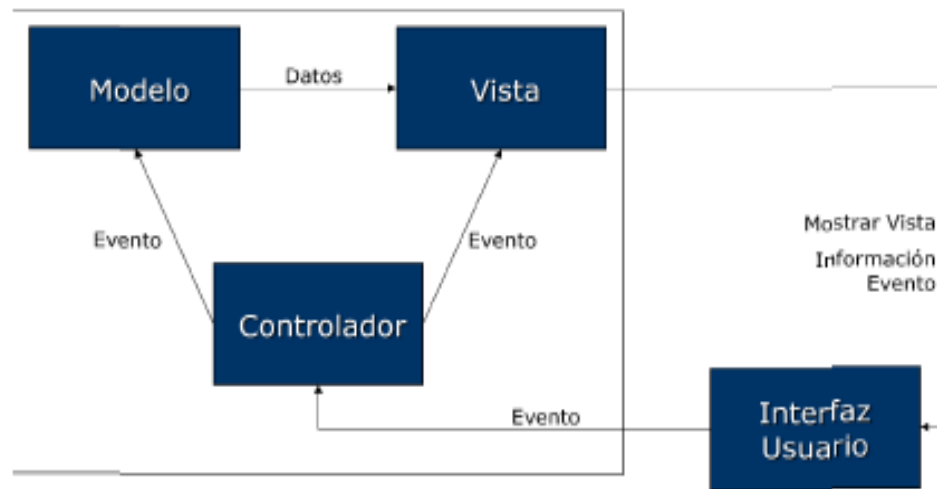 Modelo
Datos
Vista
Evento
Evento
Mostrar Vista
Información
Evento
Controlador
Evento
Interfaz
Usuario